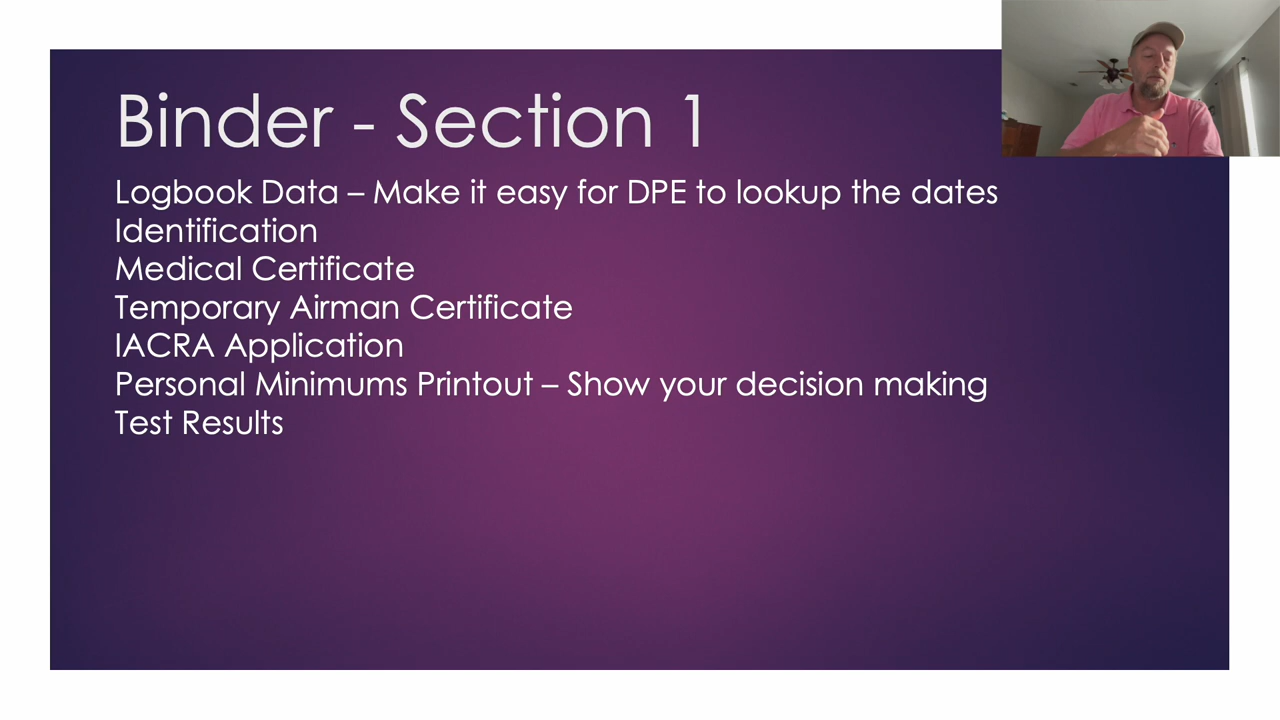 Binder - Section 1
Logbook Data – Make it easy for DPE to lookup the dates
Identification
Medical Certificate
Temporary Airman Certificate
IACRA Application
Personal Minimums Printout – Show your decision making
Test Results